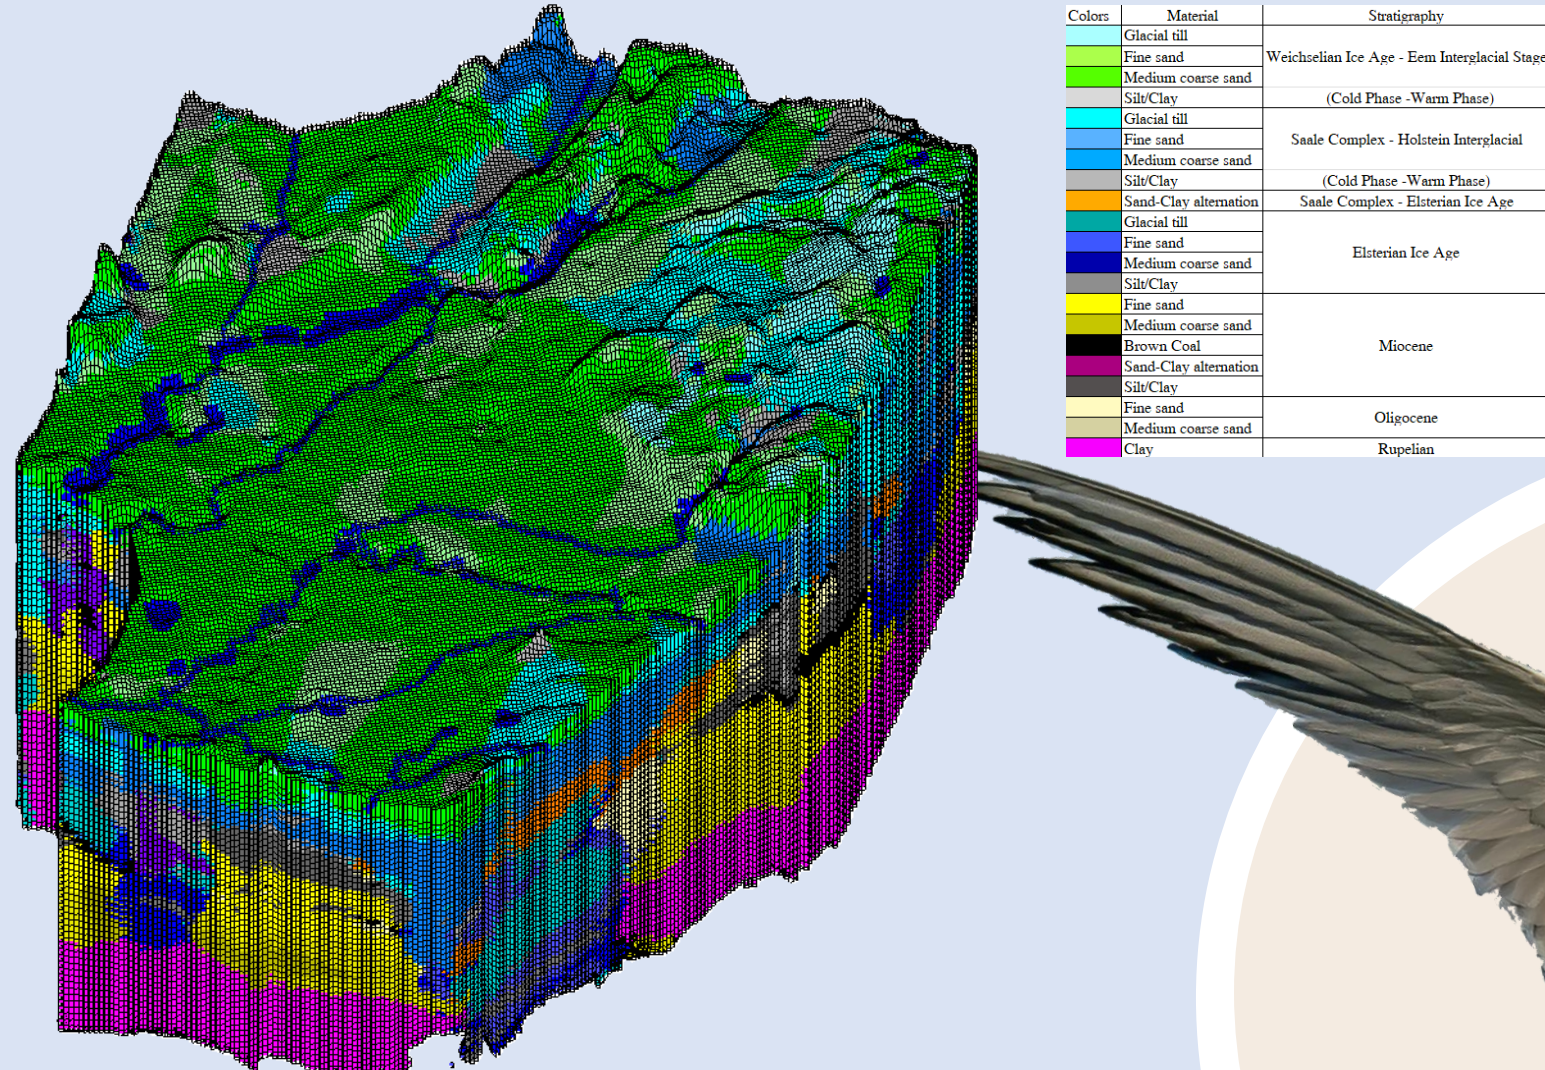 Colors Material Stratigraphy
Glacial till
Fine sand Weichselian Ice Age - Eem Interglacial Stage
Medium coarse sand
Silt/Clay (Cold Phase -Warm Phase)
Glacial till
Fine sand Saale Complex - Holstein Interglacial
Medium coarse sand
Silt/Clay (Cold Phase -Warm Phase)
Sand-Clay alternation Saale Complex - Elsterian Ice Age
Glacial till
Fine sand
Elsterian Ice Age
Medium coarse sand
Silt/Clay
Fine sand
Medium coarse sand
Brown Coal Miocene
Sand-Clay alternation
Silt/Clay
Fine sand
Oligocene
Medium coarse sand
Clay Rupelian